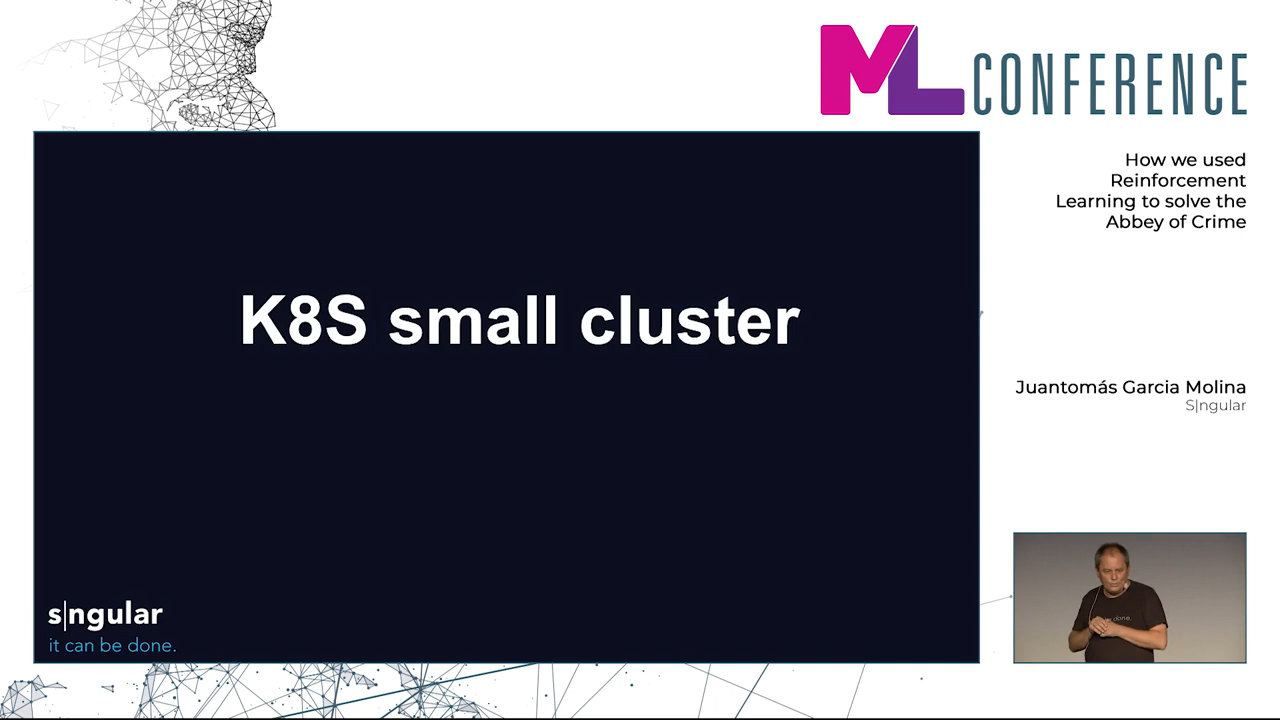 ML CONFERENCE
How we used
Reinforcement
Learning to solve the
Abbey of Crime
K8S small cluster
Juantomás Garcia Molina
S|ngular
s|ngular
it can be done.
done.